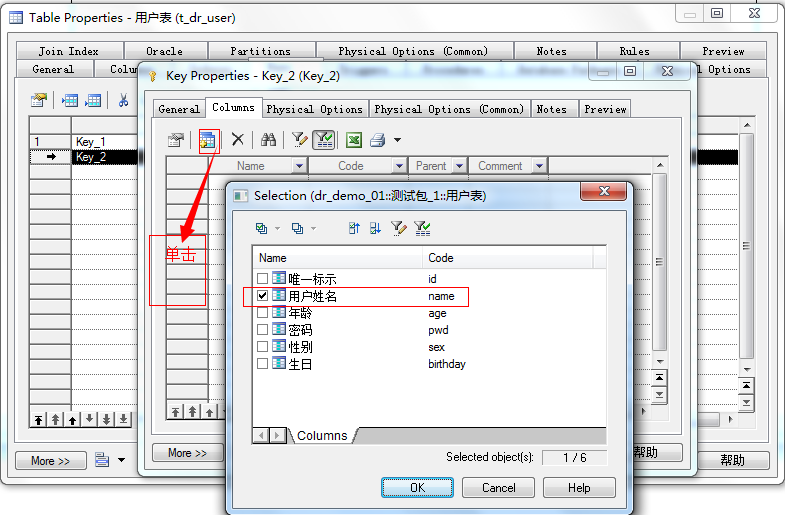 Table Properties - 用户表 (t_dr_user)
Join Index Oracle Partitions Physical Options (Common) Notes Rules Preview
General Options
Key Properties - Key_2 (Key_2)
General Columns Physical Options Physical Options (Common) Notes Preview
1 Key_1
Key_2
Name Code Parent Comment
单击
Selection (dr_demo_01::测试包_1::用户表)
Name Code
唯一标示 id
用户姓名 name
年龄 age
密码 pwd
性别 sex
生日 birthday
Columns
Selected object(s): 1 / 6
OK Cancel Help
More >> 帮助
More >> 帮助